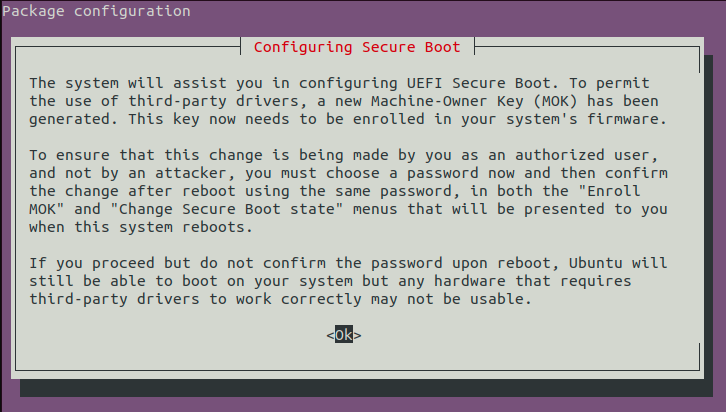 Package configuration
Configuring Secure Boot
The system will assist you in configuring UEFI Secure Boot. To permit
the use of third-party drivers, a new Machine-Owner Key (MOK) has been
generated. This key now needs to be enrolled in your system's firmware.
To ensure that this change is being made by you as an authorized user,
and not by an attacker, you must choose a password now and then confirm
the change after reboot using the same password, in both the "Enroll
MOK" and "Change Secure Boot state" menus that will be presented to you
when this system reboots.
If you proceed but do not confirm the password upon reboot, Ubuntu will
still be able to boot on your system but any hardware that requires
third-party drivers to work correctly may not be usable.
<Ok>